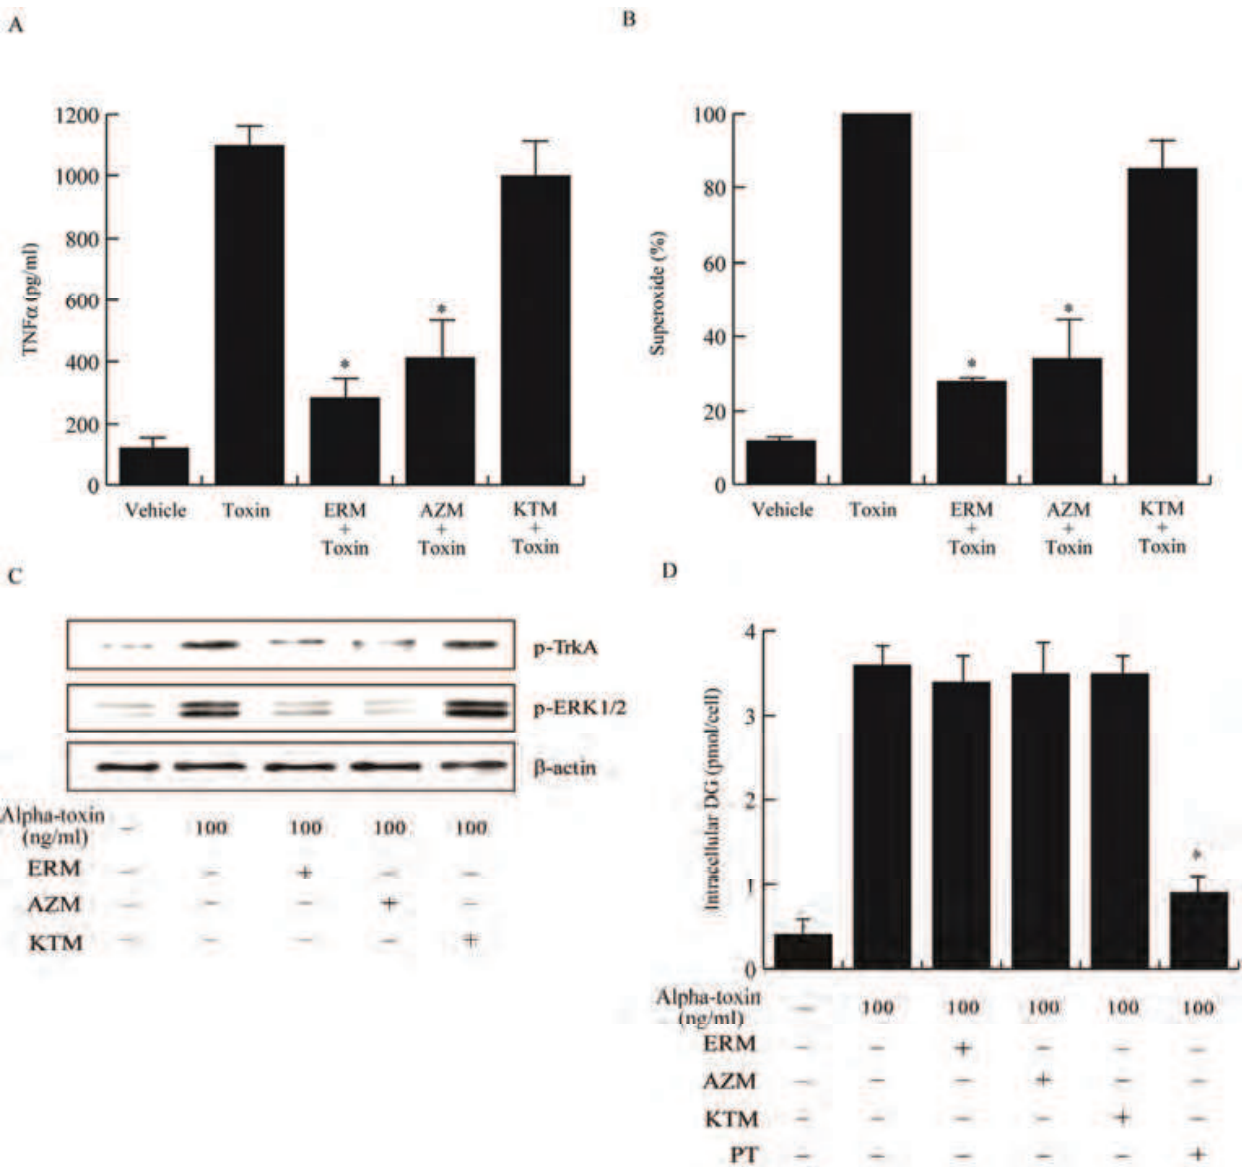 A
B
1200
1000
800
600
400
200
0
TNFα (pg/ml)
*
*
Vehicle
Toxin
ERM
+
Toxin
AZM
+
Toxin
KTM
+
Toxin
100
80
60
40
20
0
Superoxide (%)
*
*
Vehicle
Toxin
ERM
+
Toxin
AZM
+
Toxin
KTM
+
Toxin
C
p-TrkA
p-ERK1/2
β-actin
Alpha-toxin
(ng/ml)
– 100 100 100 100
ERM – – + – –
AZM – – – + –
KTM – – – – +
D
4
3
2
1
0
Intracellular DG (pmol/cell)
*
Alpha-toxin
(ng/ml)
– 100 100 100 100 100
ERM – – + – – –
AZM – – – + – –
KTM – – – – + –
PT – – – – – +